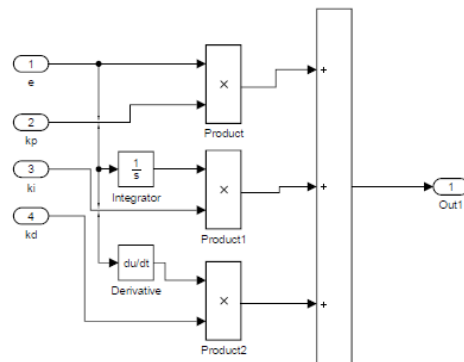 1
e
2
kp
3
ki
4
kd
1
s
Integrator
du/dt
Derivative
×
Product
×
Product1
×
Product2
+
+
+
1
Out1